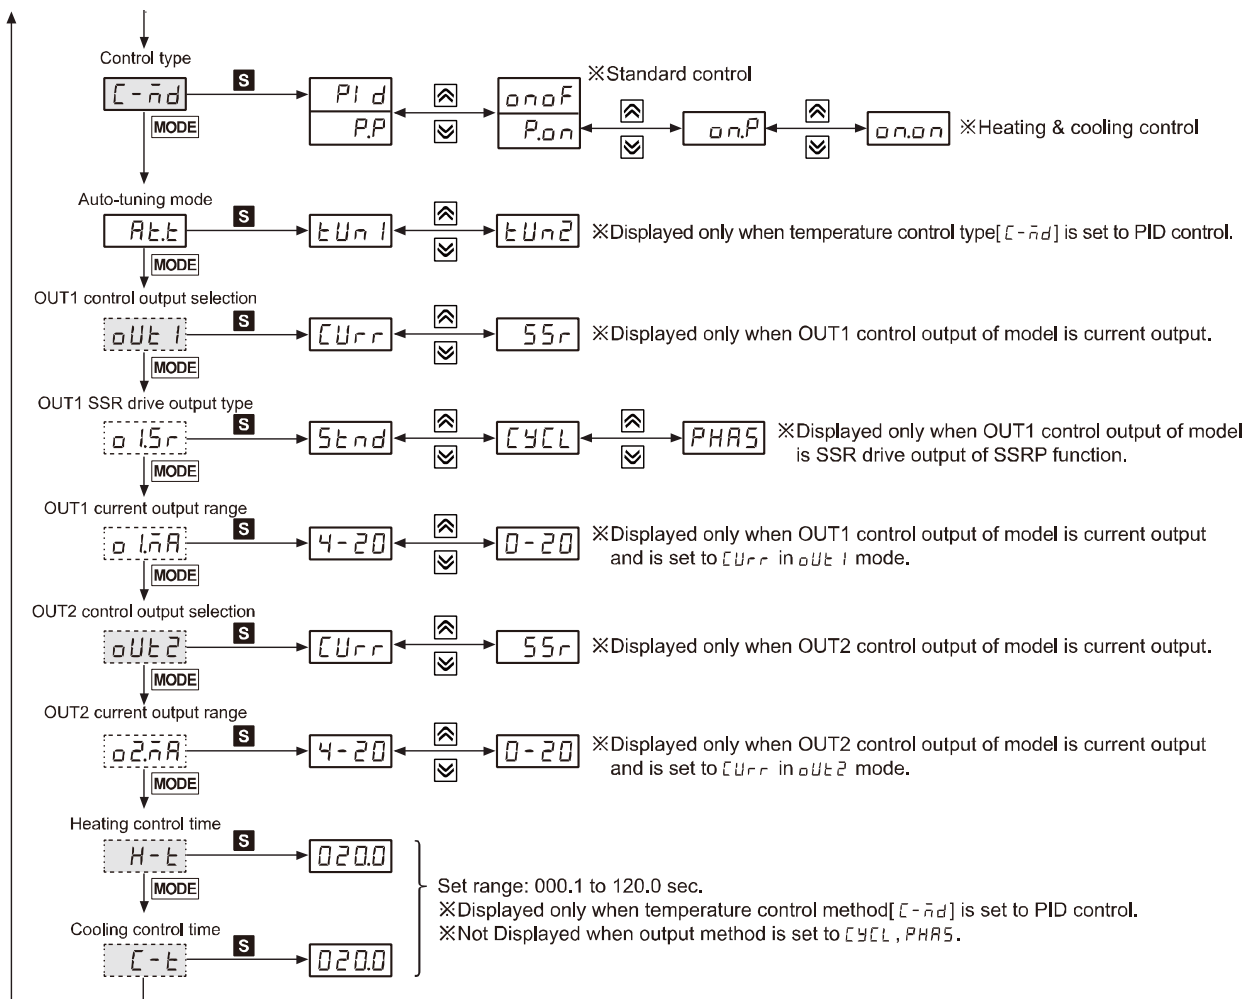 Control type
C-md
S
PI d
P.P
onoF
P.on
※Standard control
on.P
on.on
※Heating & cooling control
MODE
Auto-tuning mode
At.t
S
tUn1
tUn2
※Displayed only when temperature control type[C-md] is set to PID control.
MODE
OUT1 control output selection
oUt 1
S
CUrr
SSr
※Displayed only when OUT1 control output of model is current output.
MODE
OUT1 SSR drive output type
o 1.Sr
S
Stnd
CYCL
PHAS
※Displayed only when OUT1 control output of model
is SSR drive output of SSRP function.
MODE
OUT1 current output range
o 1.mA
S
4-20
0-20
※Displayed only when OUT1 control output of model is current output
and is set to CUrr in oUt 1 mode.
MODE
OUT2 control output selection
oUt2
S
CUrr
SSr
※Displayed only when OUT2 control output of model is current output.
MODE
OUT2 current output range
o2.mA
S
4-20
0-20
※Displayed only when OUT2 control output of model is current output
and is set to CUrr in oUt2 mode.
MODE
Heating control time
H-t
S
020.0
MODE
Set range: 000.1 to 120.0 sec.
※Displayed only when temperature control method[C-md] is set to PID control.
※Not Displayed when output method is set to CYCL, PHAS.
Cooling control time
C-t
S
020.0